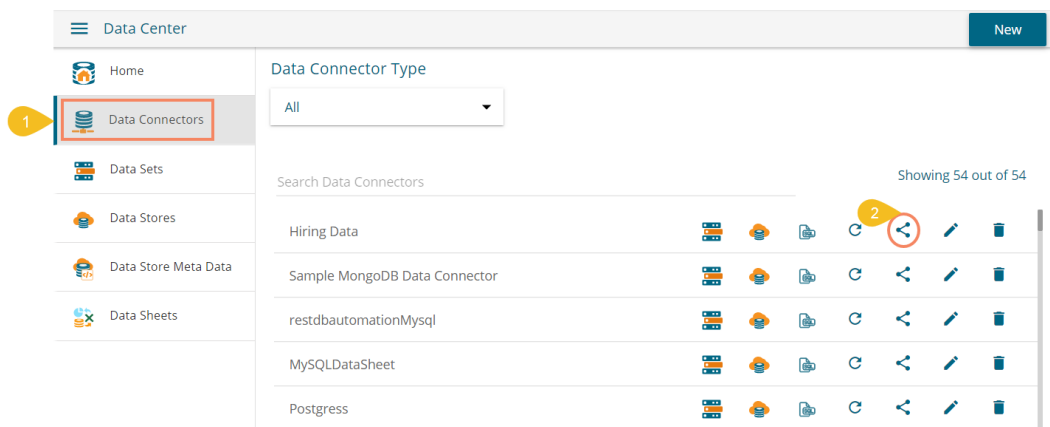 Data Center
New
Home
Data Connectors
Data Sets
Data Stores
Data Store Meta Data
Data Sheets
1
Data Connector Type
All
Search Data Connectors
Showing 54 out of 54
2
Hiring Data
Sample MongoDB Data Connector
restdbautomationMysql
MySQLDataSheet
Postgress